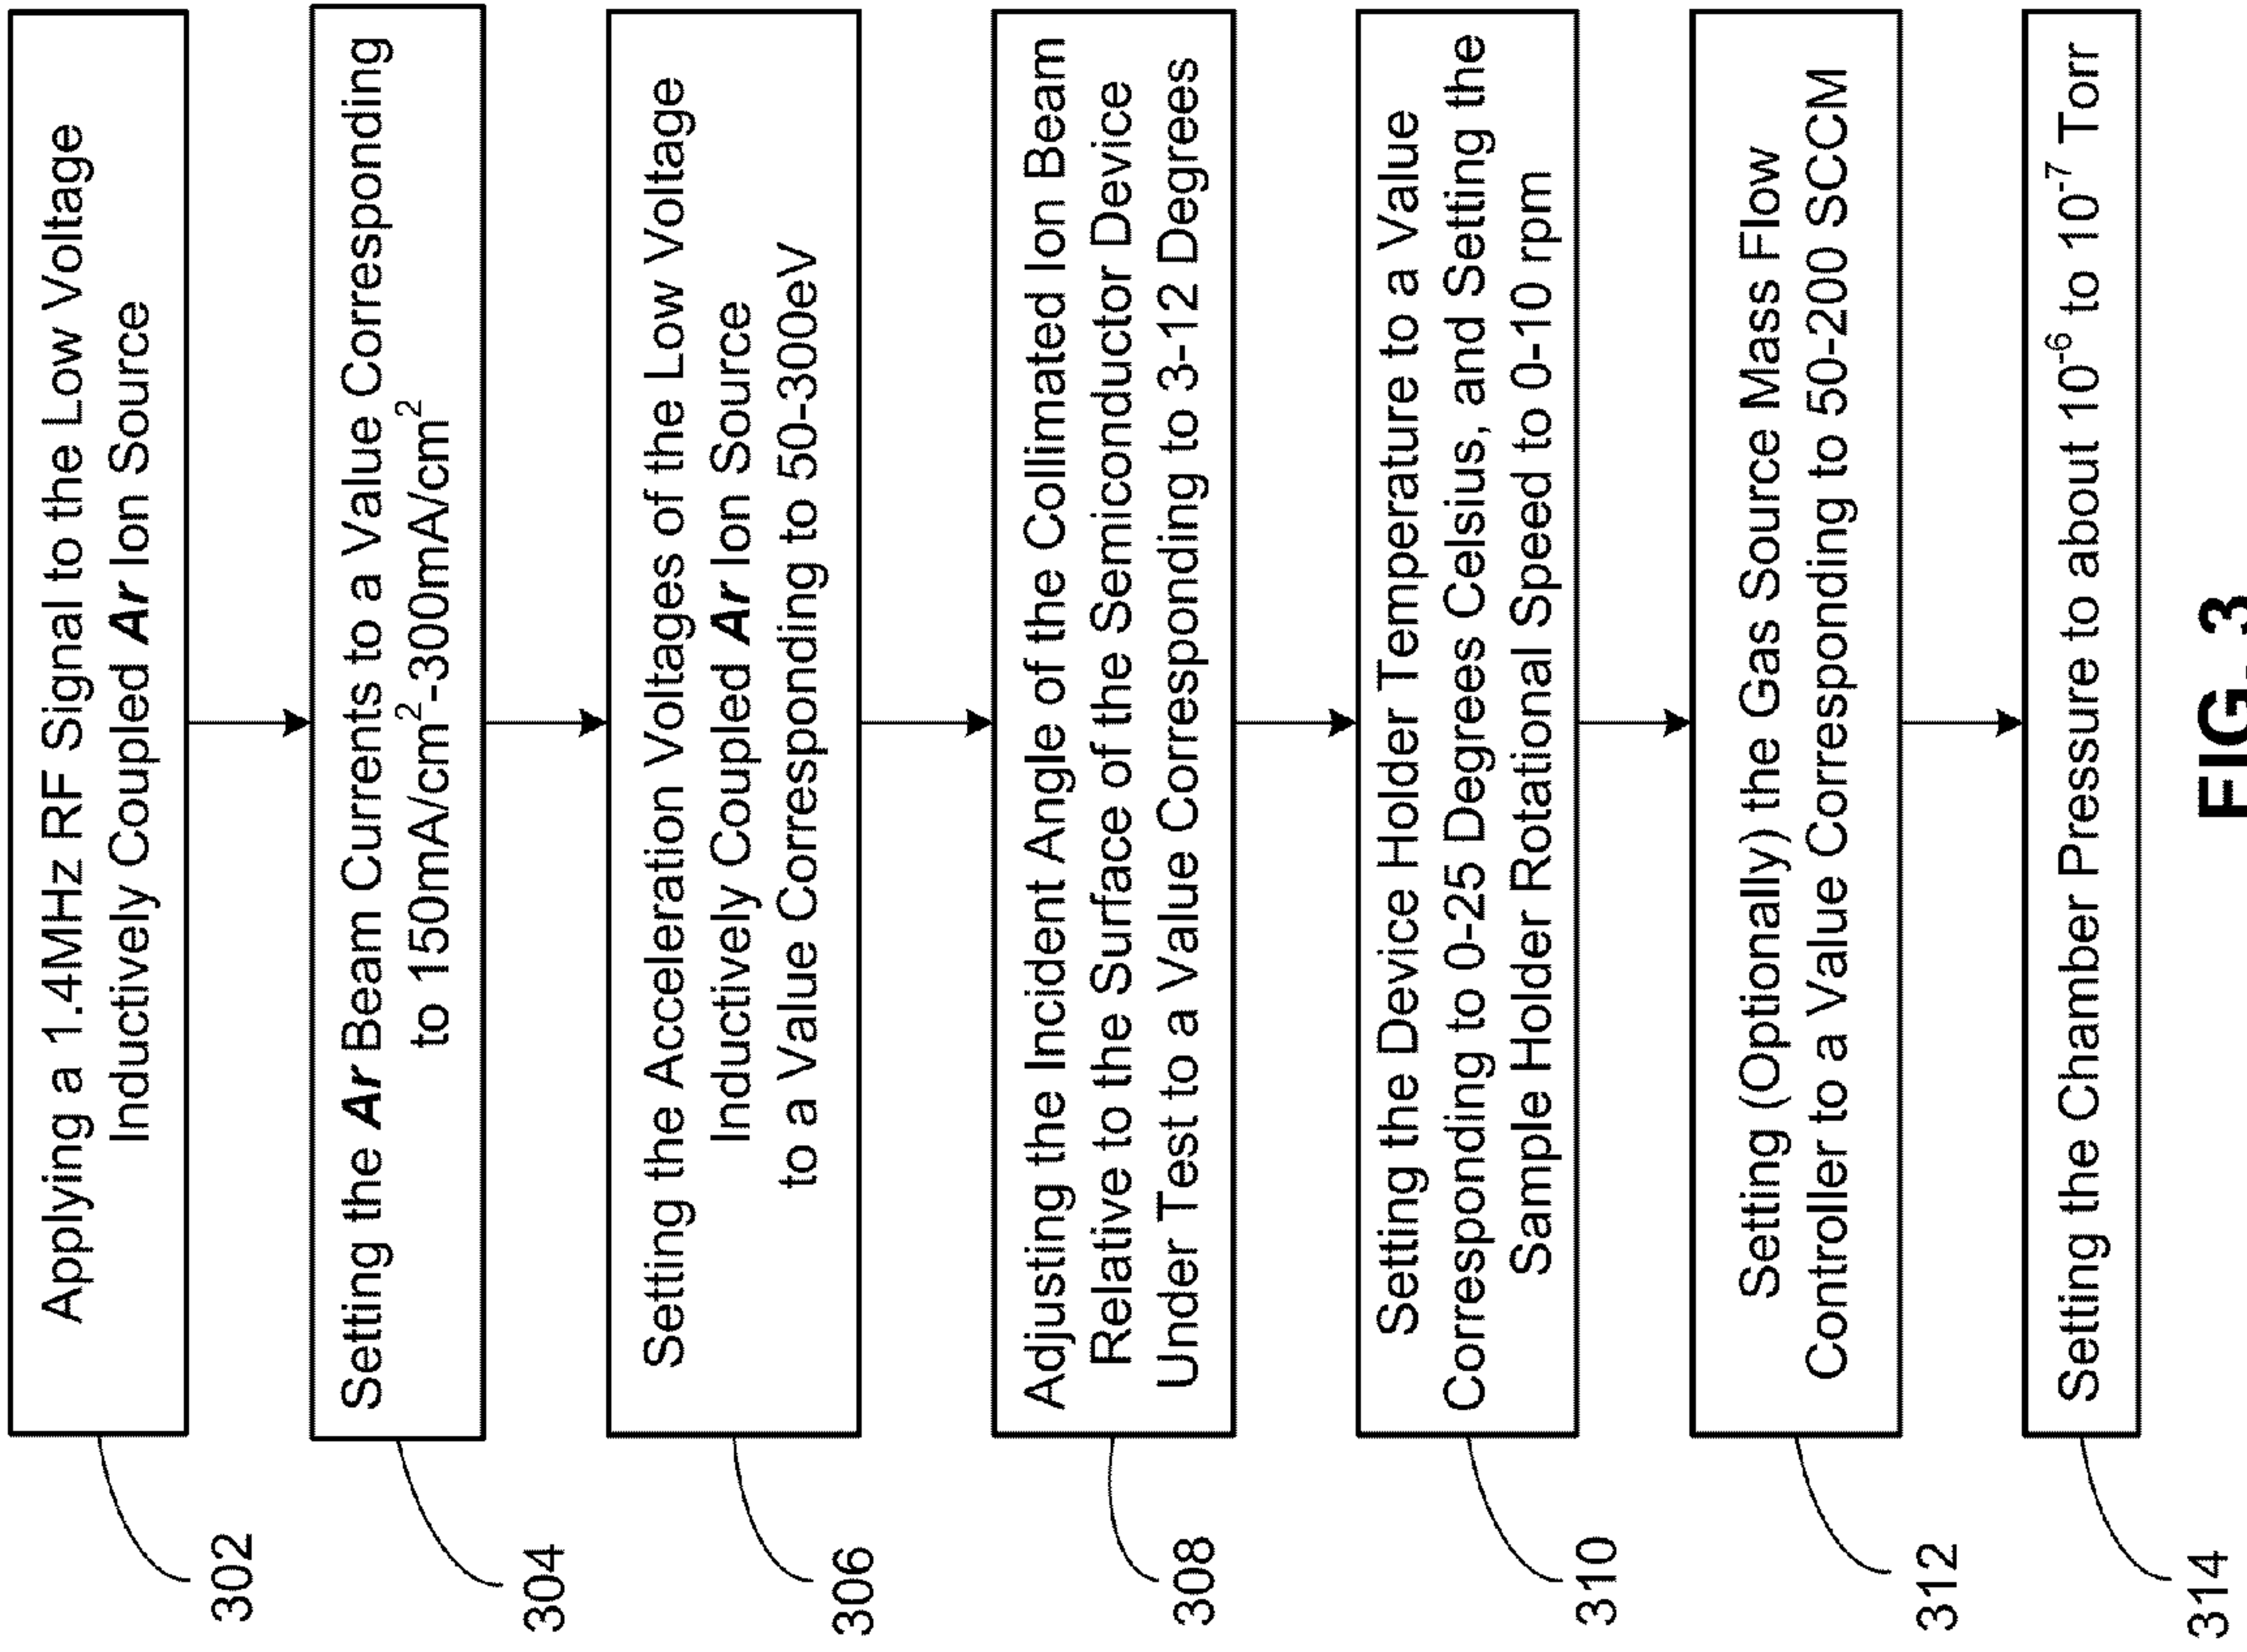 302
Applying a 1.4MHz RF Signal to the Low Voltage
Inductively Coupled Ar Ion Source
304
Setting the Ar Beam Currents to a Value Corresponding
to 150mA/cm²-300mA/cm²
306
Setting the Acceleration Voltages of the Low Voltage
Inductively Coupled Ar Ion Source
to a Value Corresponding to 50-300eV
308
Adjusting the Incident Angle of the Collimated Ion Beam
Relative to the Surface of the Semiconductor Device
Under Test to a Value Corresponding to 3-12 Degrees
310
Setting the Device Holder Temperature to a Value
Corresponding to 0-25 Degrees Celsius, and Setting the
Sample Holder Rotational Speed to 0-10 rpm
312
Setting (Optionally) the Gas Source Mass Flow
Controller to a Value Corresponding to 50-200 SCCM
314
Setting the Chamber Pressure to about 10⁻⁶ to 10⁻⁷ Torr
FIG. 3